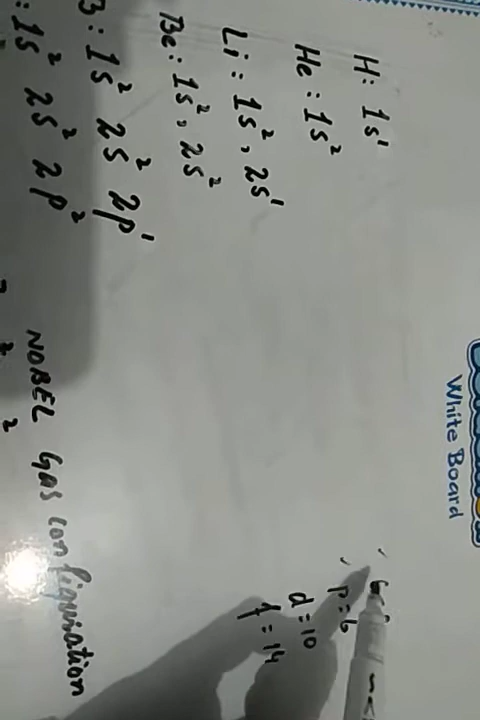 White Board
H: 1s¹
He: 1s²
Li: 1s², 2s¹
Be: 1s², 2s²
B: 1s² 2s² 2p¹
: 1s² 2s² 2p²
p=6
d=10
f=14
NOBEL Gas configuration